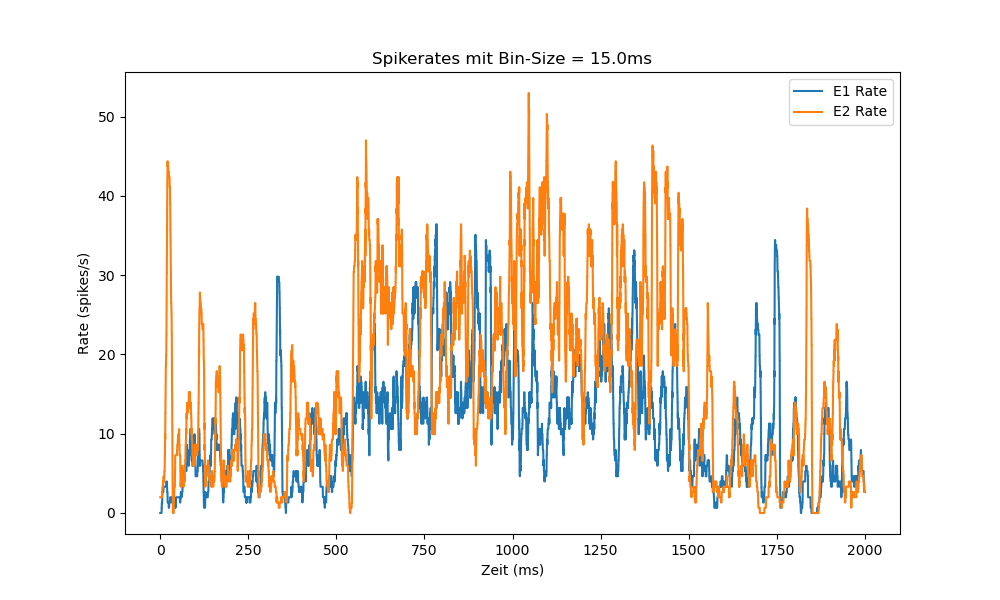 Spikerates mit Bin-Size = 15.0ms
E1 Rate
E2 Rate
Rate (spikes/s)
50
40
30
20
10
0
0 250 500 750 1000 1250 1500 1750 2000
Zeit (ms)